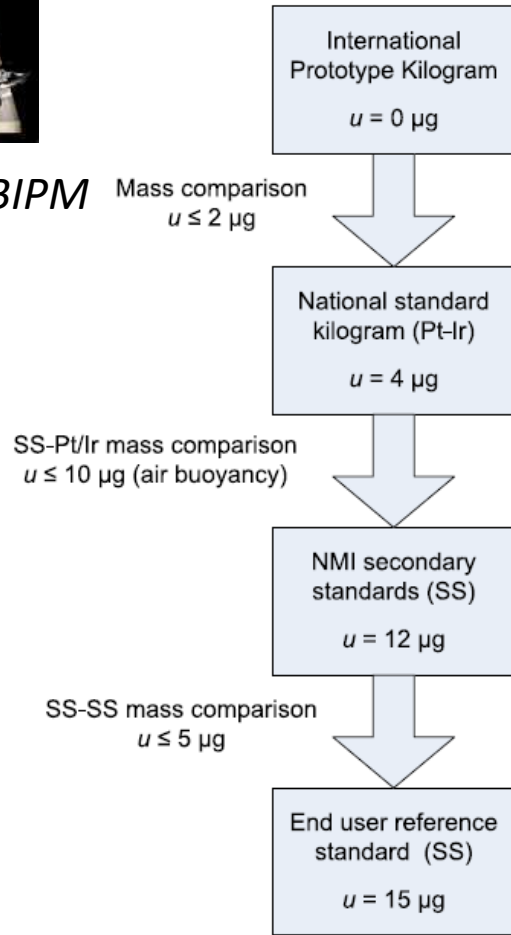 International
Prototype Kilogram
u = 0 µg
BIPM
Mass comparison
u ≤ 2 µg
National standard
kilogram (Pt-Ir)
u = 4 µg
SS-Pt/Ir mass comparison
u ≤ 10 µg (air buoyancy)
NMI secondary
standards (SS)
u = 12 µg
SS-SS mass comparison
u ≤ 5 µg
End user reference
standard (SS)
u = 15 µg